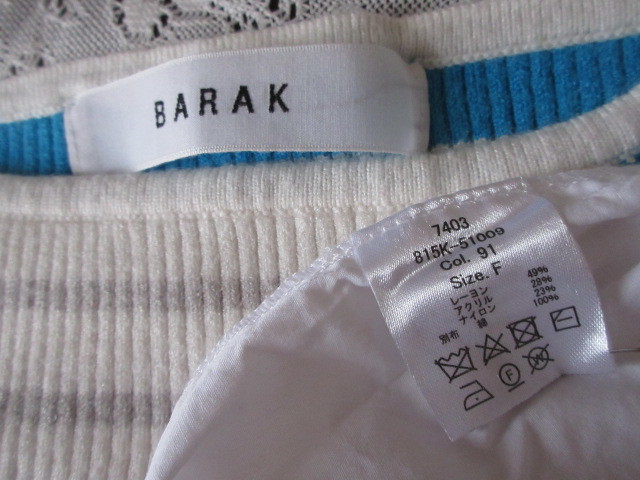 BARAK
7403
815K-51009
Col. 91
Size. F
レーヨン 49%
アクリル 28%
ナイロン 23%
別布 綿 100%
F
W